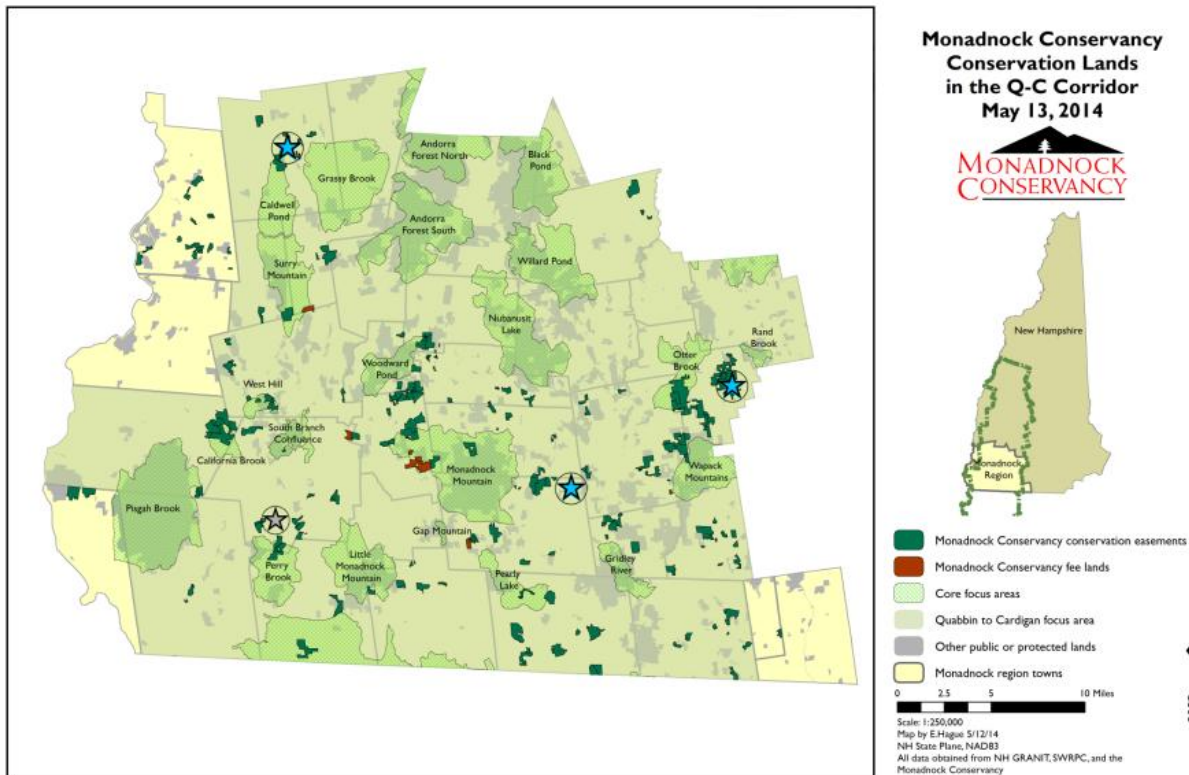 Monadnock Conservancy
Conservation Lands
in the Q-C Corridor
May 13, 2014
MONADNOCK
CONSERVANCY
Andorra
Forest North
Black
Pond
Grassy Brook
Caldwell
Pond
Andorra
Forest South
Surry
Mountain
Willard Pond
Nubanusit
Lake
Rand
Brook
Otter
Brook
Woodward
Pond
West Hill
South Branch
Confluence
California Brook
Monadnock
Mountain
Wapack
Mountains
Pisgah Brook
Gap Mountain
Perry
Brook
Little
Monadnock
Mountain
Pearly
Lake
Gridley
River
New Hampshire
Monadnock
Region
Monadnock Conservancy conservation easements
Monadnock Conservancy fee lands
Core focus areas
Quabbin to Cardigan focus area
Other public or protected lands
Monadnock region towns
0 2.5 5 10 Miles
Scale: 1:250,000
Map by E.Hague 5/12/14
NH State Plane, NAD83
All data obtained from NH GRANIT, SWRPC, and the
Monadnock Conservancy